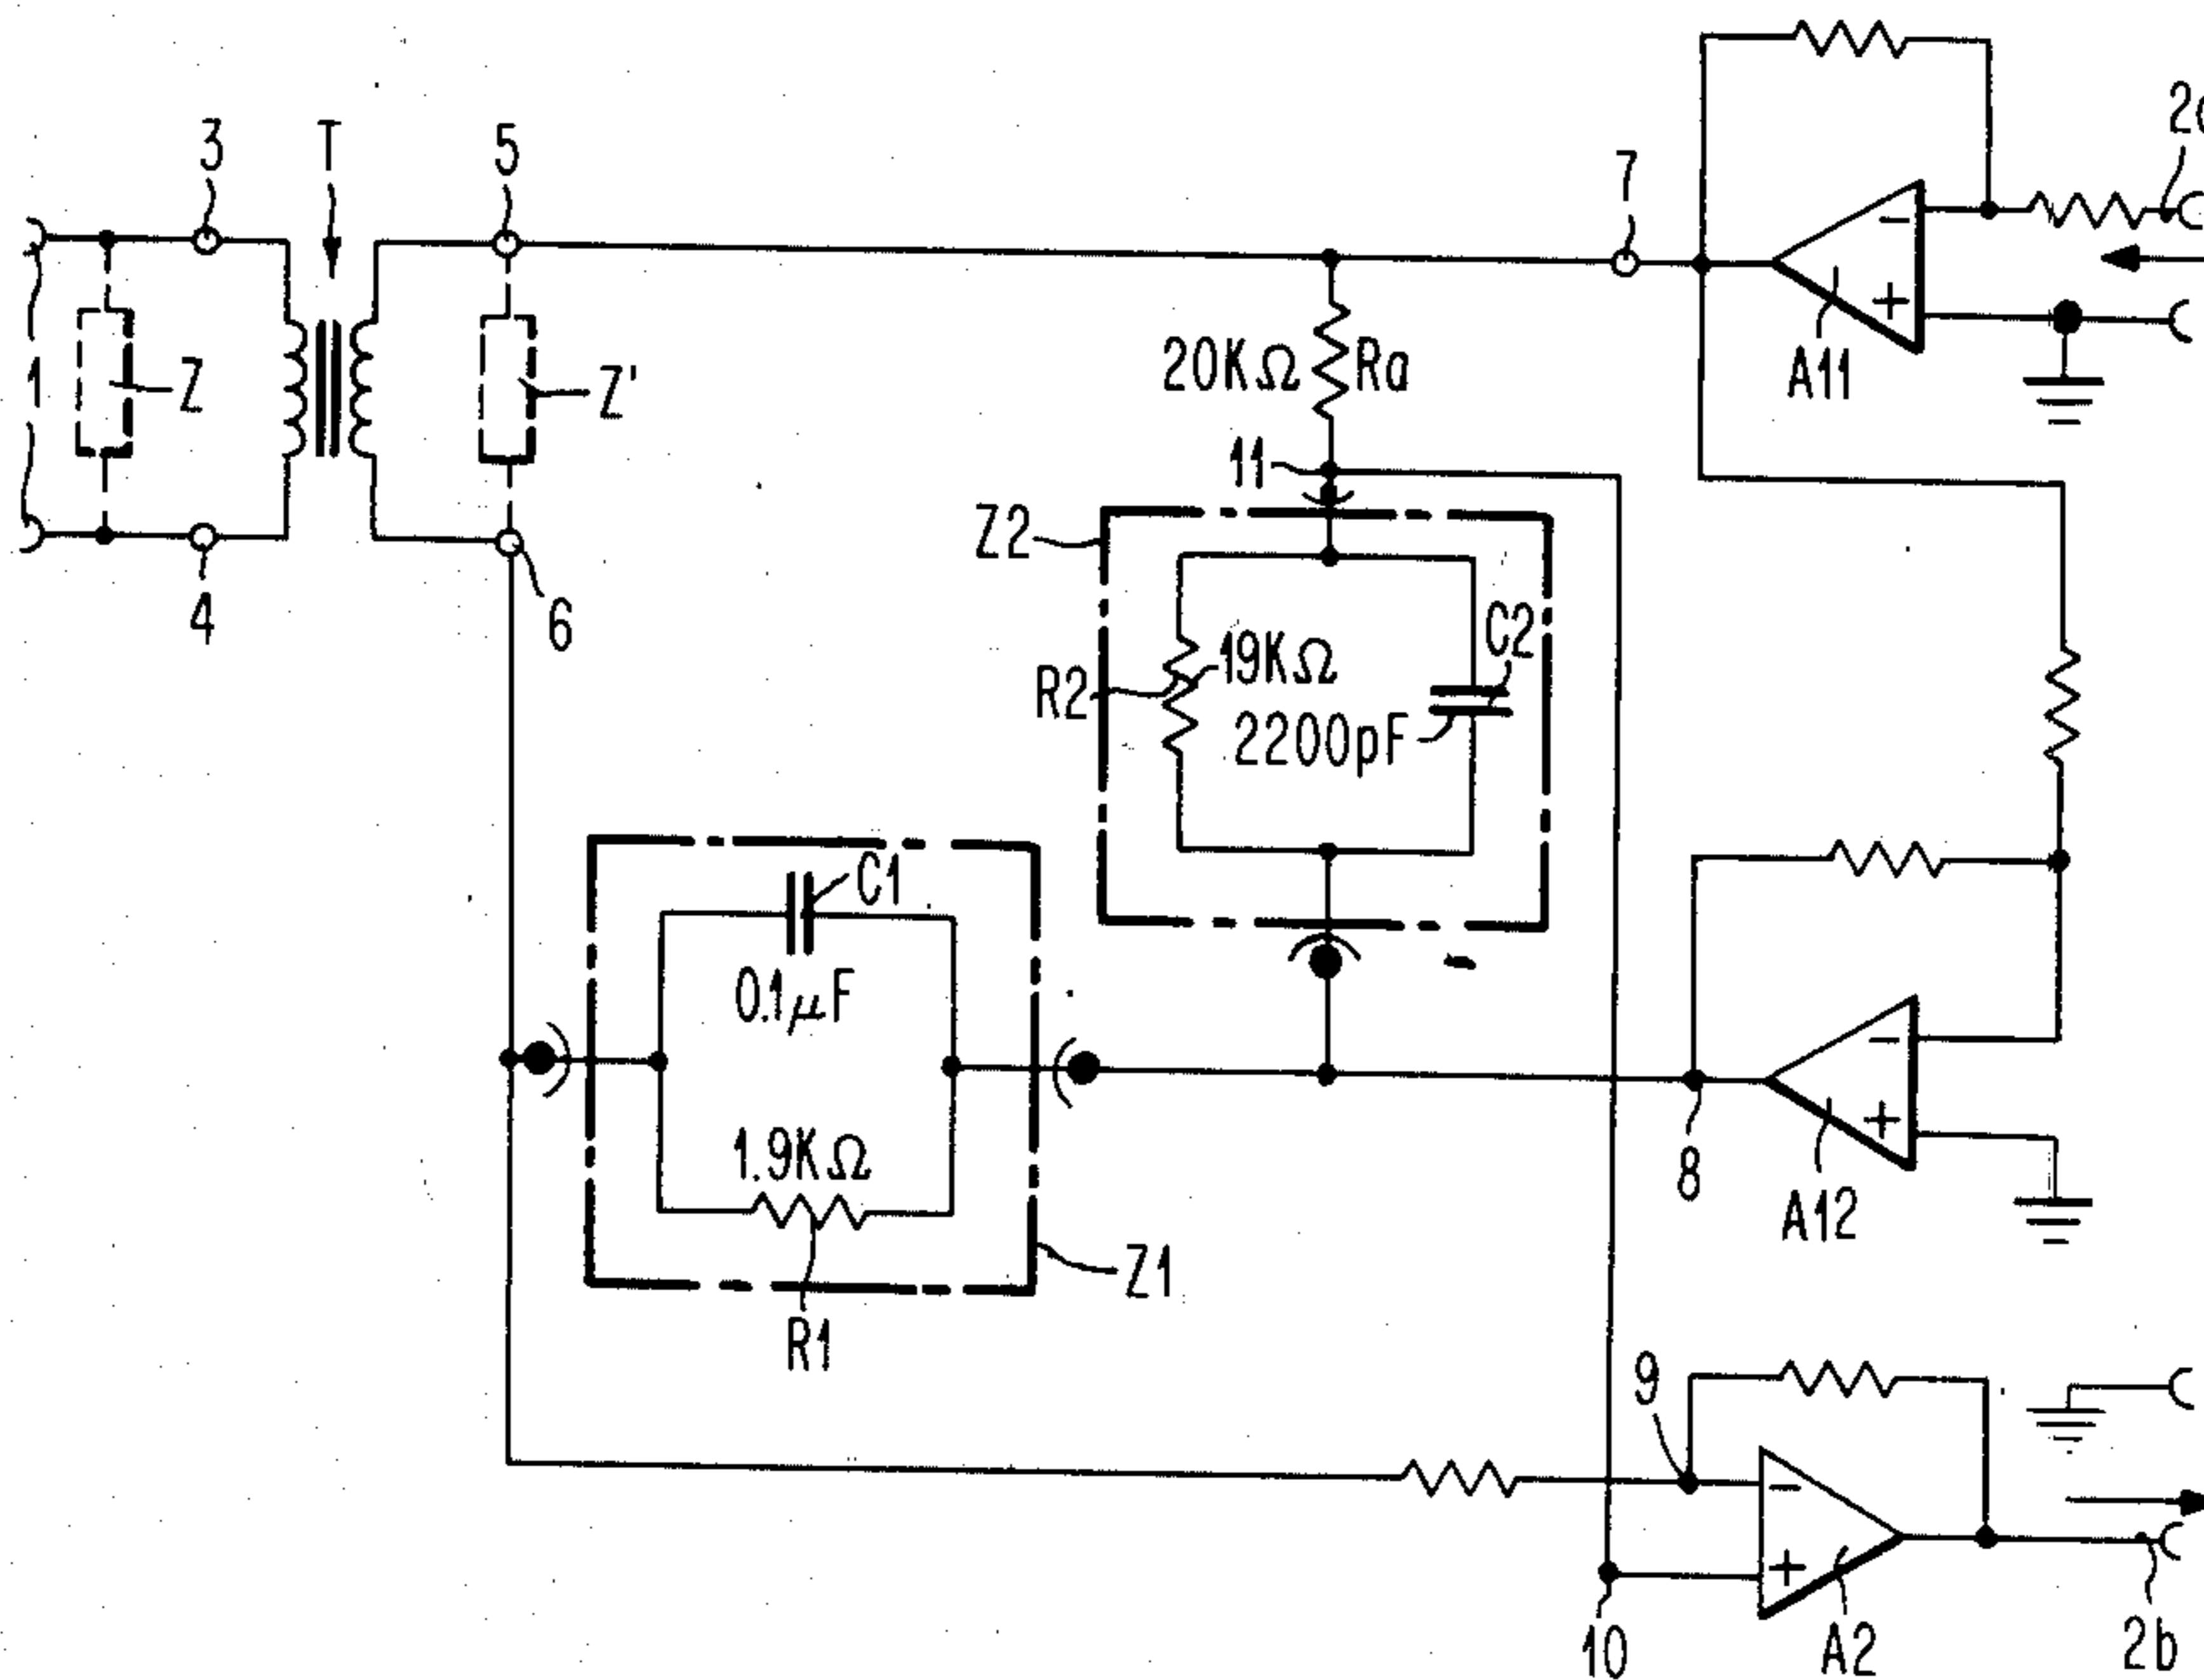 3
T
5
7
1
Z
Z'
20KΩ
Ra
A11
−
+
11
4
6
Z2
R2
19KΩ
C2
2200pF
C1
0.1μF
1.9KΩ
R1
Z1
8
−
+
A12
9
−
+
10
A2
2b